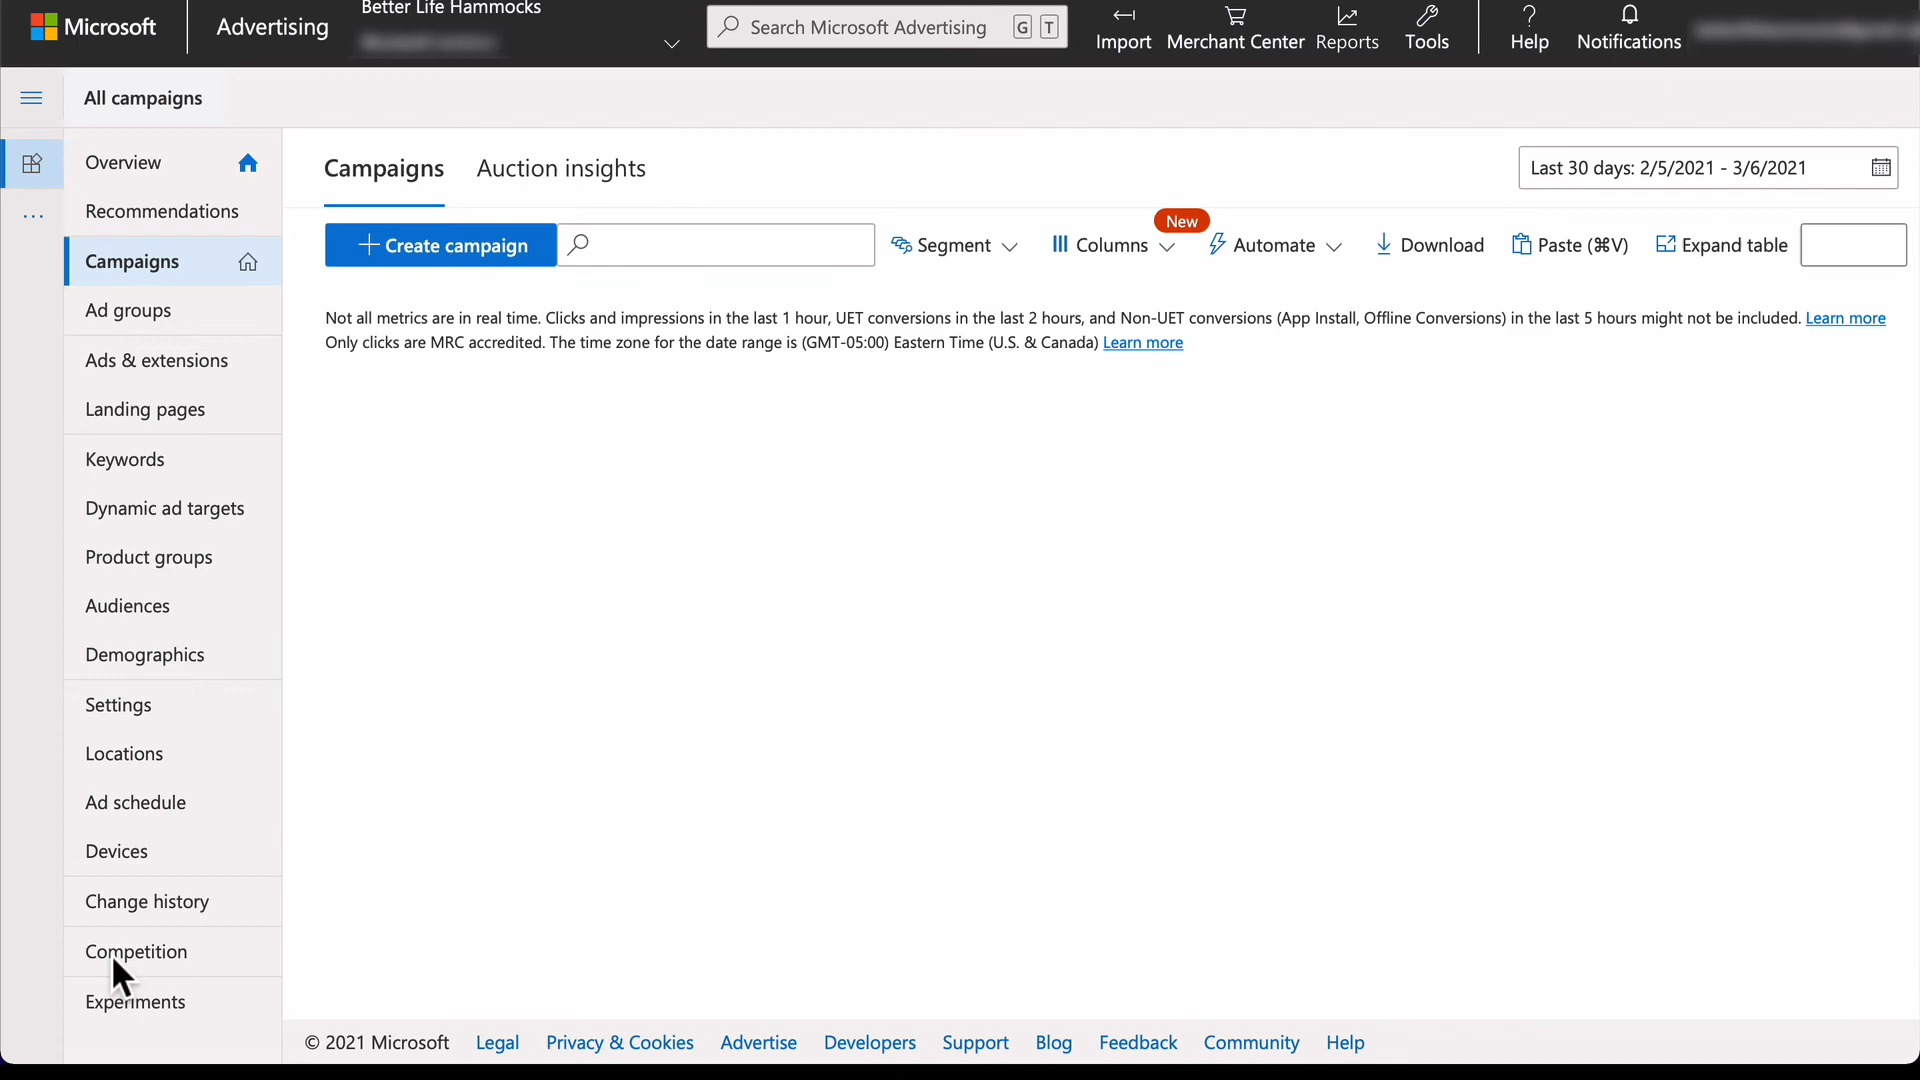 Better Life Hammocks
Microsoft Advertising
Search Microsoft Advertising G T
Import Merchant Center Reports Tools Help Notifications
All campaigns
Overview
Recommendations
Campaigns
Ad groups
Ads & extensions
Landing pages
Keywords
Dynamic ad targets
Product groups
Audiences
Demographics
Settings
Locations
Ad schedule
Devices
Change history
Competition
Experiments
Campaigns Auction insights
Last 30 days: 2/5/2021 - 3/6/2021
New
Create campaign Segment Columns Automate Download Paste (⌘V) Expand table
Not all metrics are in real time. Clicks and impressions in the last 1 hour, UET conversions in the last 2 hours, and Non-UET conversions (App Install, Offline Conversions) in the last 5 hours might not be included. Learn more
Only clicks are MRC accredited. The time zone for the date range is (GMT-05:00) Eastern Time (U.S. & Canada) Learn more
© 2021 Microsoft Legal Privacy & Cookies Advertise Developers Support Blog Feedback Community Help